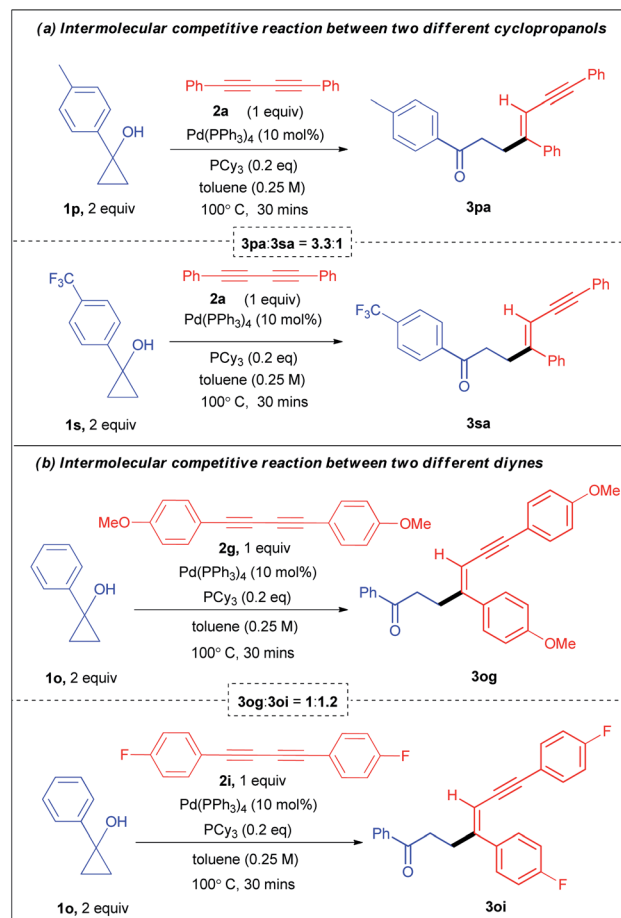 (a) Intermolecular competitive reaction between two different cyclopropanols
OH
1p, 2 equiv
Ph Ph
2a (1 equiv)
Pd(PPh3)4 (10 mol%)
PCy3 (0.2 eq)
toluene (0.25 M)
100° C, 30 mins
O
H
Ph
Ph
3pa
3pa:3sa = 3.3:1
F3C
OH
1s, 2 equiv
Ph Ph
2a (1 equiv)
Pd(PPh3)4 (10 mol%)
PCy3 (0.2 eq)
toluene (0.25 M)
100° C, 30 mins
F3C
O
H
Ph
Ph
3sa
(b) Intermolecular competitive reaction between two different diynes
OH
1o, 2 equiv
MeO OMe
2g, 1 equiv
Pd(PPh3)4 (10 mol%)
PCy3 (0.2 eq)
toluene (0.25 M)
100° C, 30 mins
Ph
O
H
OMe
OMe
3og
3og:3oi = 1:1.2
OH
1o, 2 equiv
F F
2i, 1 equiv
Pd(PPh3)4 (10 mol%)
PCy3 (0.2 eq)
toluene (0.25 M)
100° C, 30 mins
Ph
O
H
F
F
3oi